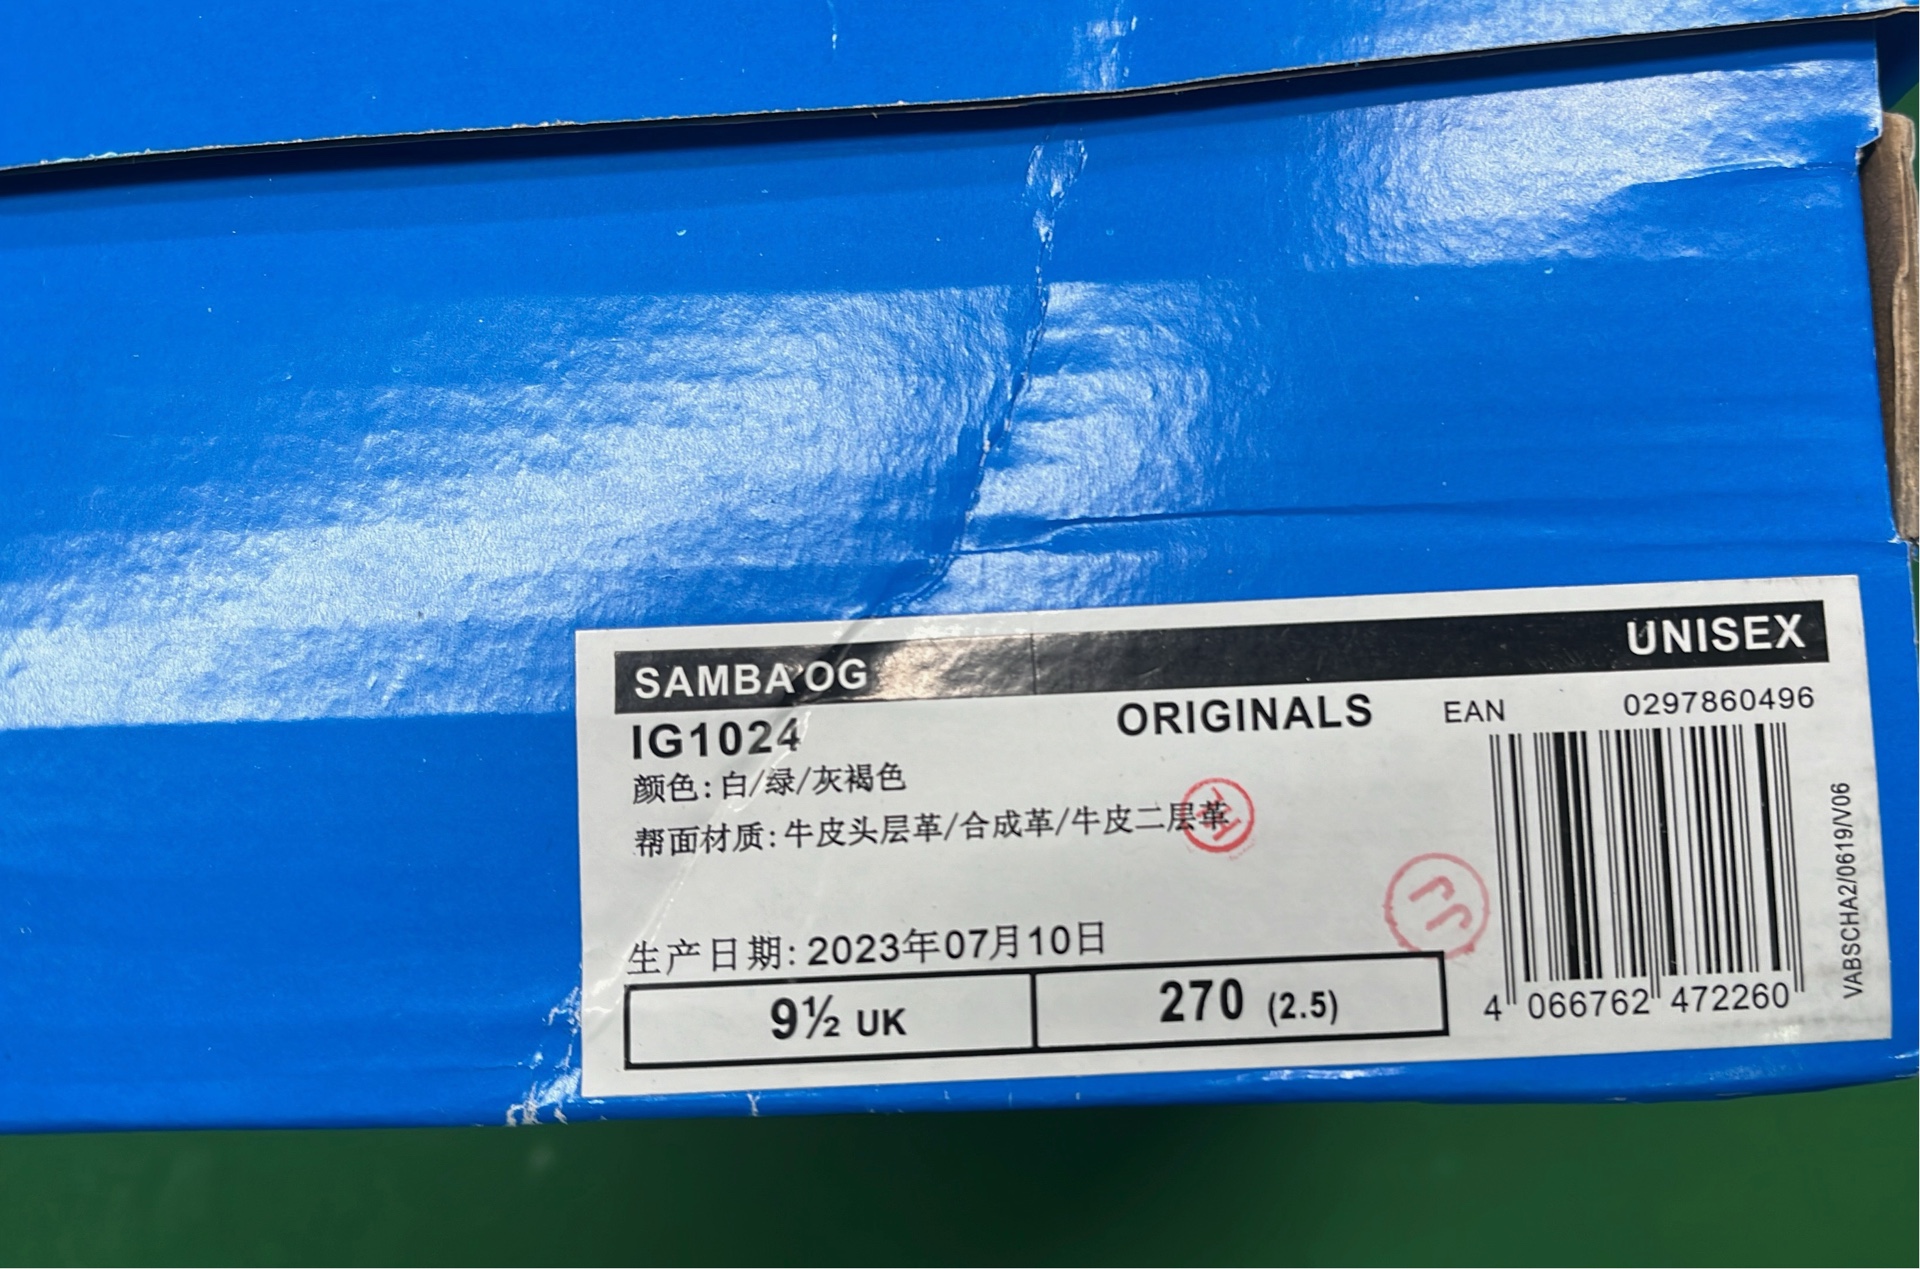 SAMBA OG UNISEX
IG1024 ORIGINALS EAN 0297860496
颜色: 白/绿/灰褐色
帮面材质: 牛皮头层革/合成革/牛皮二层革
生产日期: 2023年07月10日
9½ UK 270 (2.5)
4 066762 472260
VABSCHA2/0619/V06